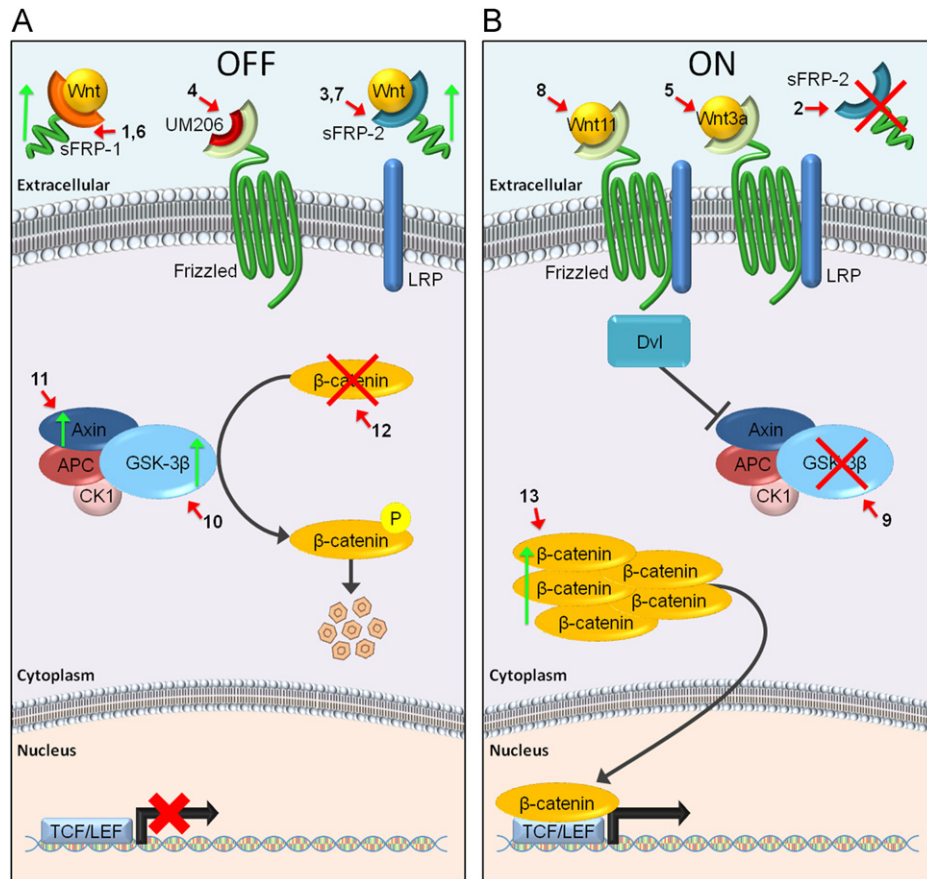 A
OFF
Wnt
sFRP-1
1,6
4
UM206
3,7
Wnt
sFRP-2
Extracellular
Frizzled
LRP
11
Axin
APC
CK1
GSK-3β
10
β-catenin
12
P
β-catenin
Cytoplasm
Nucleus
TCF/LEF
B
ON
8
Wnt11
5
Wnt3a
sFRP-2
2
Extracellular
Frizzled
LRP
Dvl
Axin
APC
CK1
GSK-3β
9
13
β-catenin
β-catenin
β-catenin
β-catenin
β-catenin
Cytoplasm
Nucleus
β-catenin
TCF/LEF